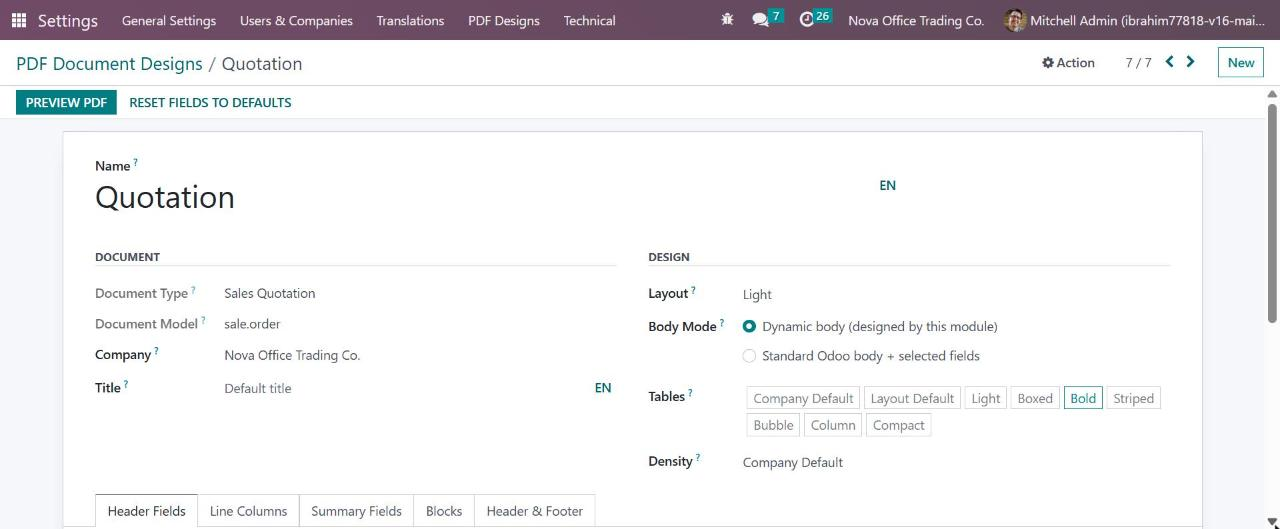 Settings General Settings Users & Companies Translations PDF Designs Technical 7 26 Nova Office Trading Co. Mitchell Admin (ibrahim77818-v16-mai...
PDF Document Designs / Quotation Action 7 / 7 New
PREVIEW PDF RESET FIELDS TO DEFAULTS
Name ?
Quotation EN
DOCUMENT DESIGN
Document Type ? Sales Quotation Layout ? Light
Document Model ? sale.order Body Mode ? Dynamic body (designed by this module)
Company ? Nova Office Trading Co. Standard Odoo body + selected fields
Title ? Default title EN Tables ? Company Default Layout Default Light Boxed Bold Striped
Bubble Column Compact
Density ? Company Default
Header Fields Line Columns Summary Fields Blocks Header & Footer